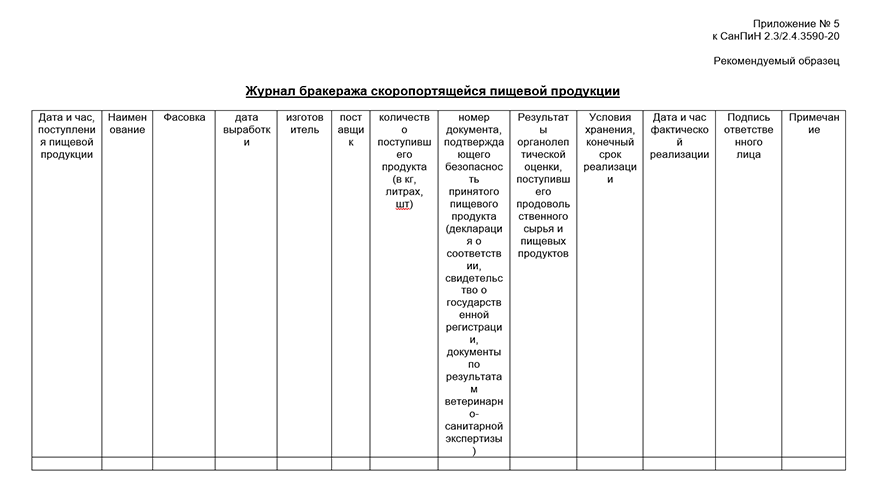 Приложение № 5
к СанПиН 2.3/2.4.3590-20
Рекомендуемый образец
Журнал бракеража скоропортящейся пищевой продукции
Дата и час,
поступлени
я пищевой
продукции
Наимен
ование
Фасовка
дата
выработк
и
изготов
итель
пост
авщи
к
количеств
о
поступивш
его
продукта
(в кг,
литрах,
шт)
номер
документа,
подтвержда
ющего
безопаснос
ть
принятого
пищевого
продукта
(деклараци
я о
соответств
ии,
свидетельс
тво о
государств
енной
регистраци
и,
документы
по
результата
м
ветеринарн
о-
санитарной
экспертизы
)
Результат
ы
органолеп
тической
оценки,
поступивш
его
продоволь
ственного
сырья и
пищевых
продуктов
Условия
хранения,
конечный
срок
реализаци
и
Дата и час
фактическо
й
реализации
Подпись
ответстве
нного
лица
Примечан
ие